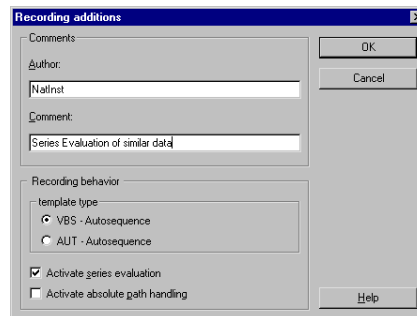 Recording additions
Comments
Author:
NatInst
Comment:
Series Evaluation of similar data
Recording behavior
template type
VBS - Autosequence
AUT - Autosequence
Activate series evaluation
Activate absolute path handling
OK
Cancel
Help